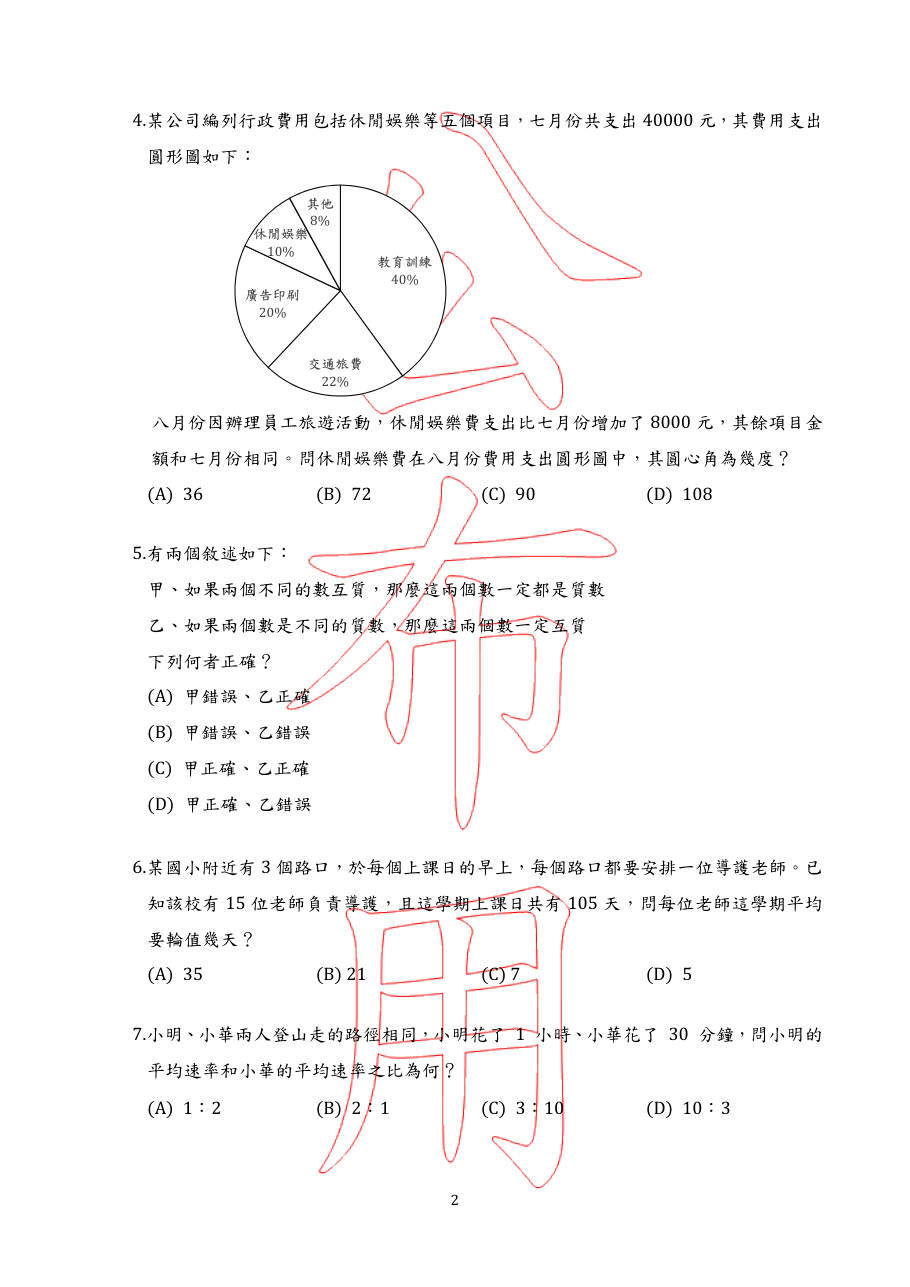 4.某公司編列行政費用包括休閒娛樂等五個項目，七月份共支出 40000 元，其費用支出
圓形圖如下：
其他
8%
休閒娛樂
10%
教育訓練
40%
廣告印刷
20%
交通旅費
22%
八月份因辦理員工旅遊活動，休閒娛樂費支出比七月份增加了 8000 元，其餘項目金
額和七月份相同。問休閒娛樂費在八月份費用支出圓形圖中，其圓心角為幾度？
(A) 36 (B) 72 (C) 90 (D) 108
5.有兩個敘述如下：
甲、如果兩個不同的數互質，那麼這兩個數一定都是質數
乙、如果兩個數是不同的質數，那麼這兩個數一定互質
下列何者正確？
(A) 甲錯誤、乙正確
(B) 甲錯誤、乙錯誤
(C) 甲正確、乙正確
(D) 甲正確、乙錯誤
6.某國小附近有 3 個路口，於每個上課日的早上，每個路口都要安排一位導護老師。已
知該校有 15 位老師負責導護，且這學期上課日共有 105 天，問每位老師這學期平均
要輪值幾天？
(A) 35 (B) 21 (C) 7 (D) 5
7.小明、小華兩人登山走的路徑相同，小明花了 1 小時、小華花了 30 分鐘，問小明的
平均速率和小華的平均速率之比為何？
(A) 1：2 (B) 2：1 (C) 3：10 (D) 10：3
公布用
2